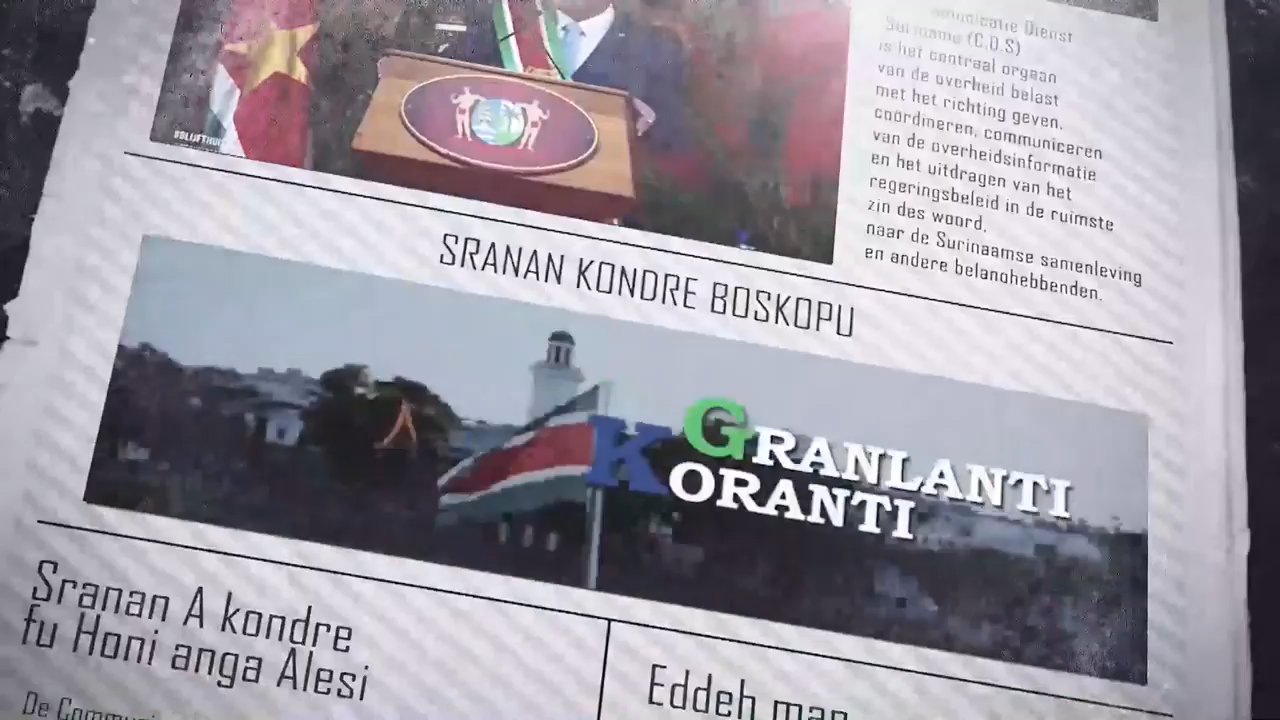 Dienst
Suriname (C.D.S)
is het centraal orgaan
van de overheid belast
met het richting geven,
coördineren, communiceren
van de overheidsinformatie
en het uitdragen van het
regeringsbeleid in de ruimste
zin des woord,
naar de Surinaamse samenleving
en andere belanghebbenden.
SRANAN KONDRE BOSKOPU
GRANLANTI
KORANTI
Sranan A kondre
fu Honi anga Alesi
De
Eddeh man